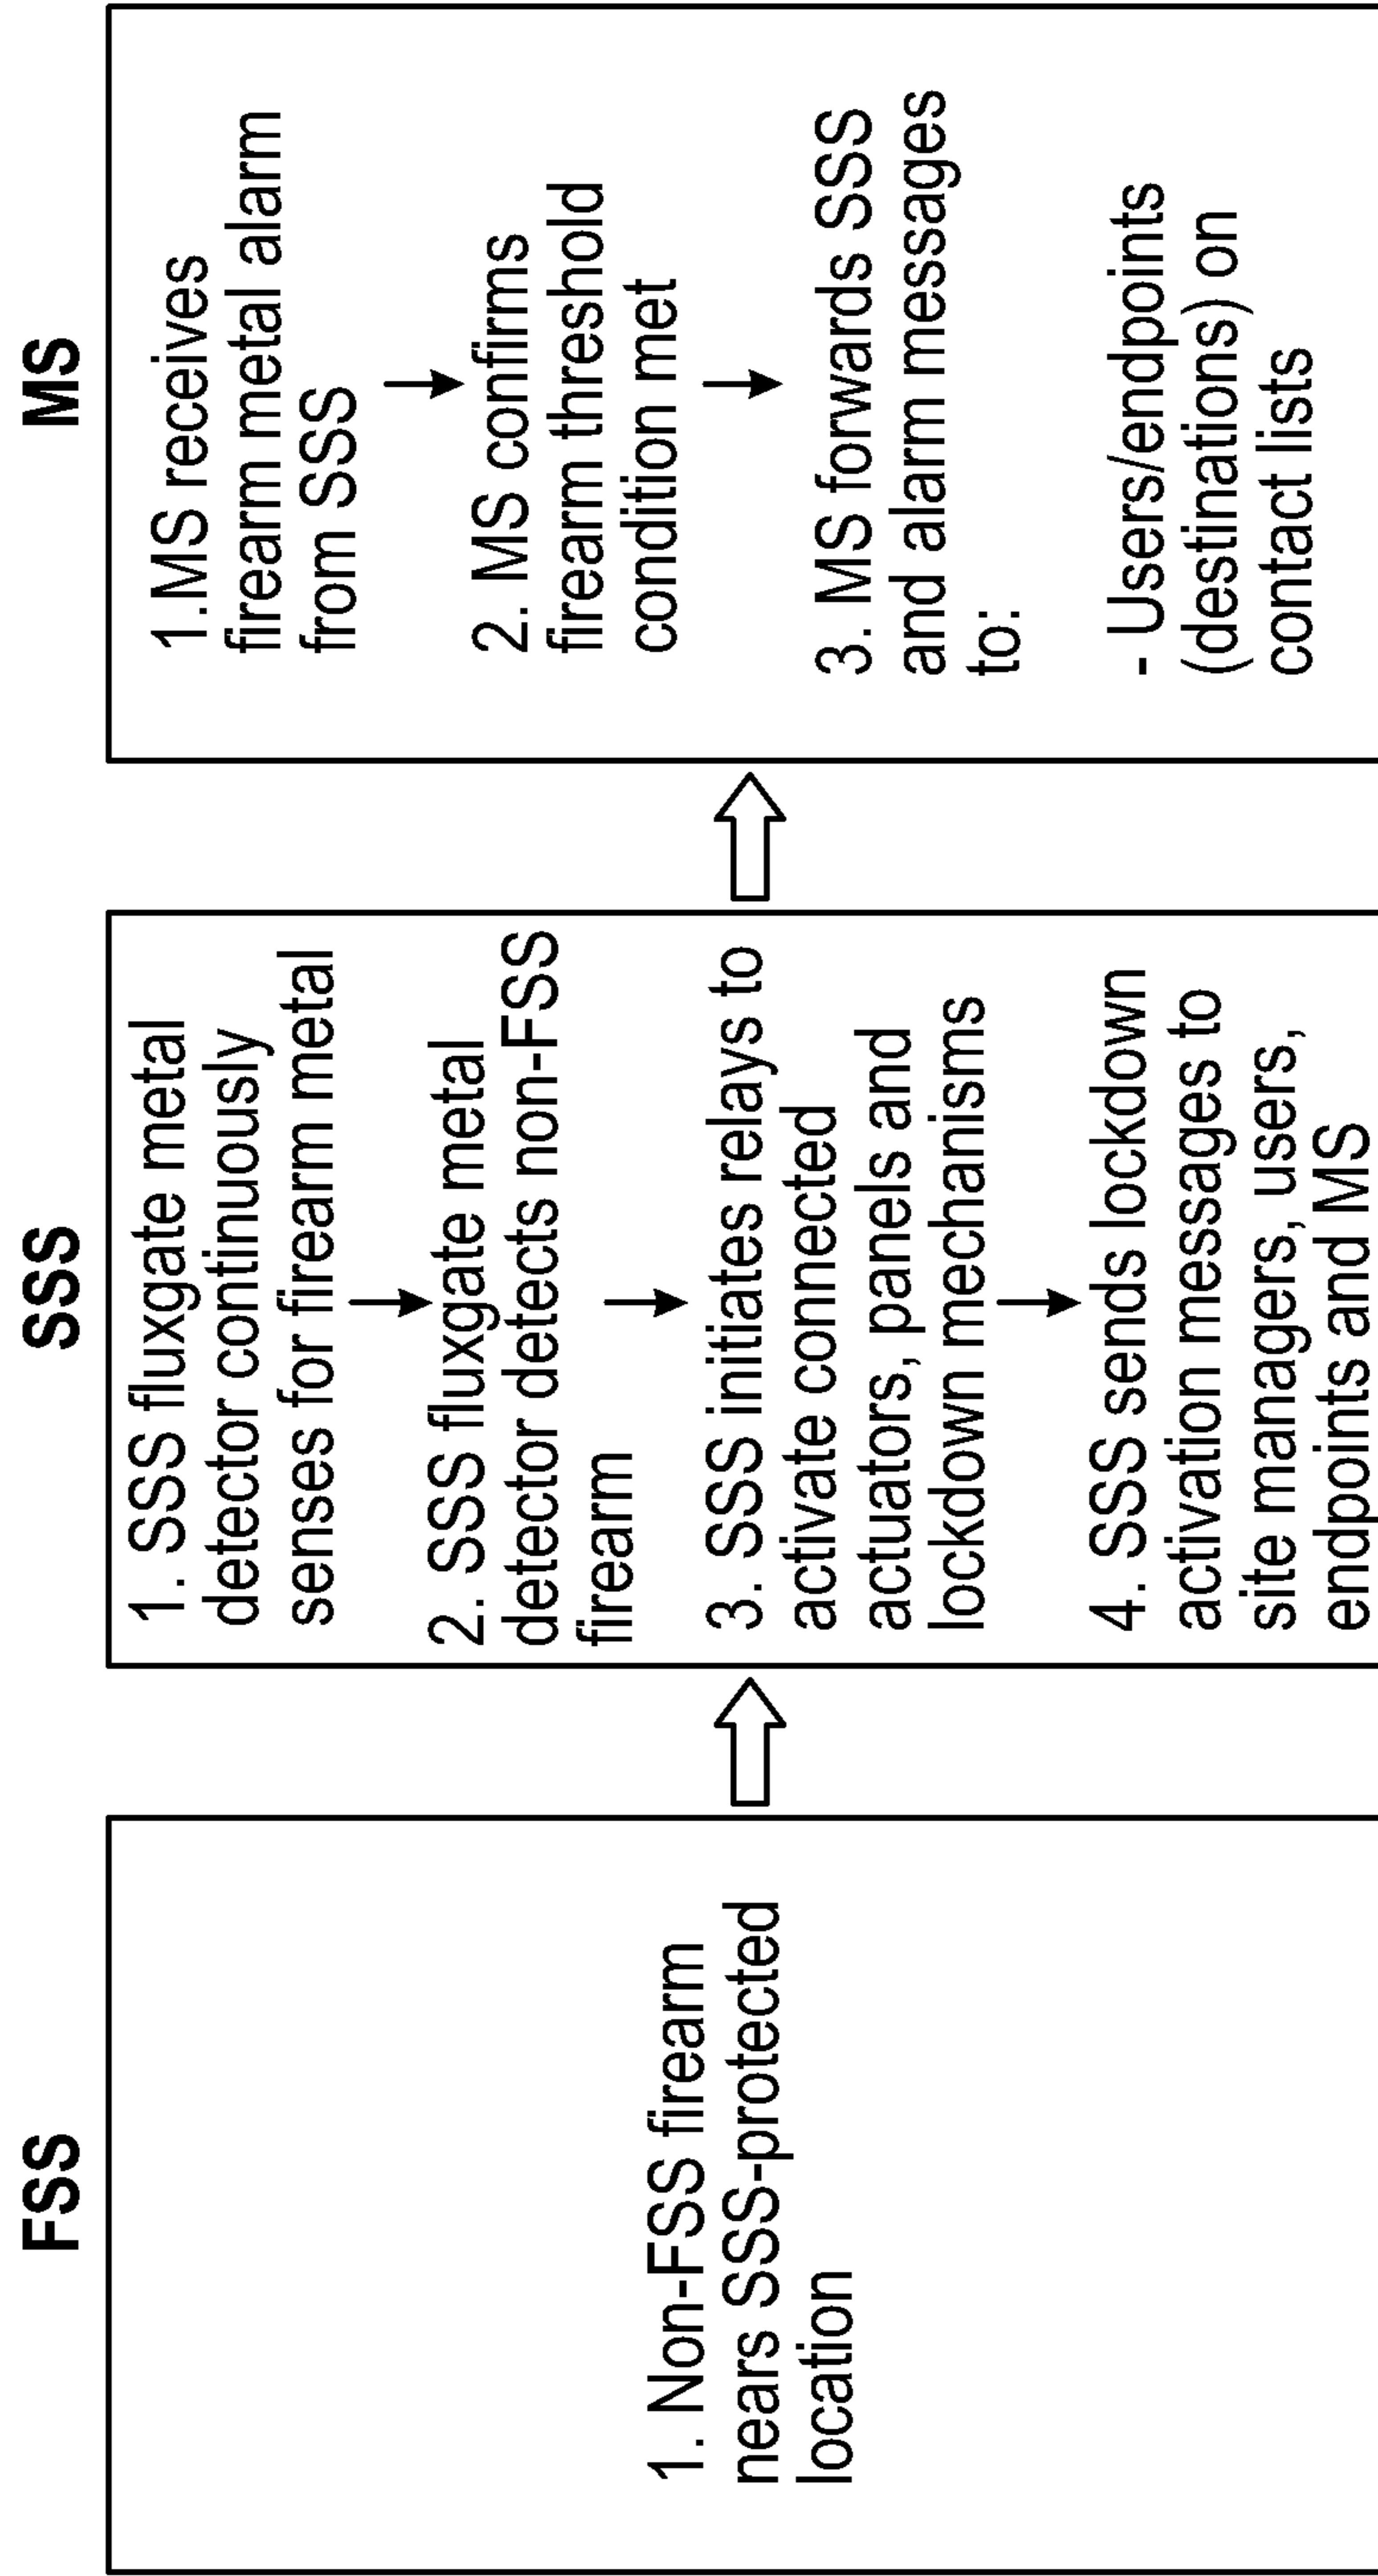 FSS
1. Non-FSS firearm
nears SSS-protected
location
SSS
1. SSS fluxgate metal
detector continuously
senses for firearm metal
2. SSS fluxgate metal
detector detects non-FSS
firearm
3. SSS initiates relays to
activate connected
actuators, panels and
lockdown mechanisms
4. SSS sends lockdown
activation messages to
site managers, users,
endpoints and MS
MS
1.MS receives
firearm metal alarm
from SSS
2. MS confirms
firearm threshold
condition met
3. MS forwards SSS
and alarm messages
to:
- Users/endpoints
(destinations) on
contact lists